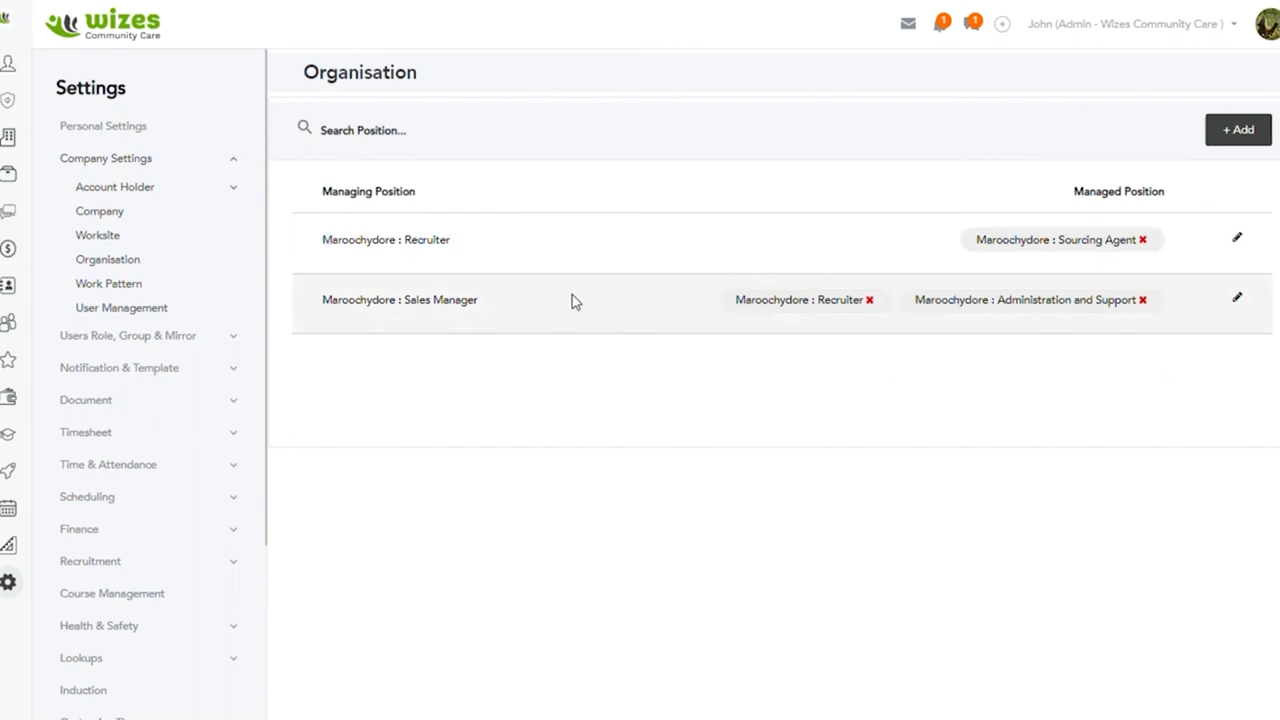 wizes
Community Care
1
1
John (Admin - Wizes Community Care )
Settings
Personal Settings
Company Settings
Account Holder
Company
Worksite
Organisation
Work Pattern
User Management
Users Role, Group & Mirror
Notification & Template
Document
Timesheet
Time & Attendance
Scheduling
Finance
Recruitment
Course Management
Health & Safety
Lookups
Induction
Organisation
Search Position...
+ Add
Managing Position Managed Position
Maroochydore : Recruiter Maroochydore : Sourcing Agent
Maroochydore : Sales Manager Maroochydore : Recruiter Maroochydore : Administration and Support